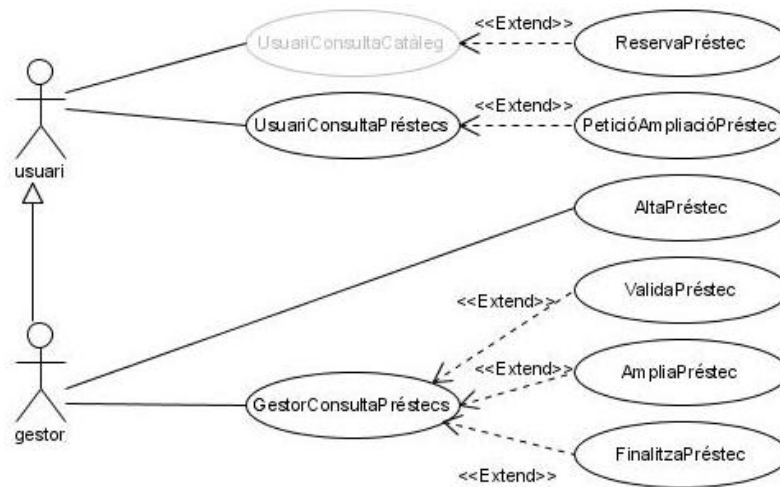 UsuariConsultaCatàleg
<<Extend>>
ReservaPréstec
UsuariConsultaPréstecs
<<Extend>>
PeticióAmpliacióPréstec
usuari
AltaPréstec
<<Extend>>
ValidaPréstec
<<Extend>>
AmpliaPréstec
GestorConsultaPréstecs
gestor
FinalitzaPréstec
<<Extend>>